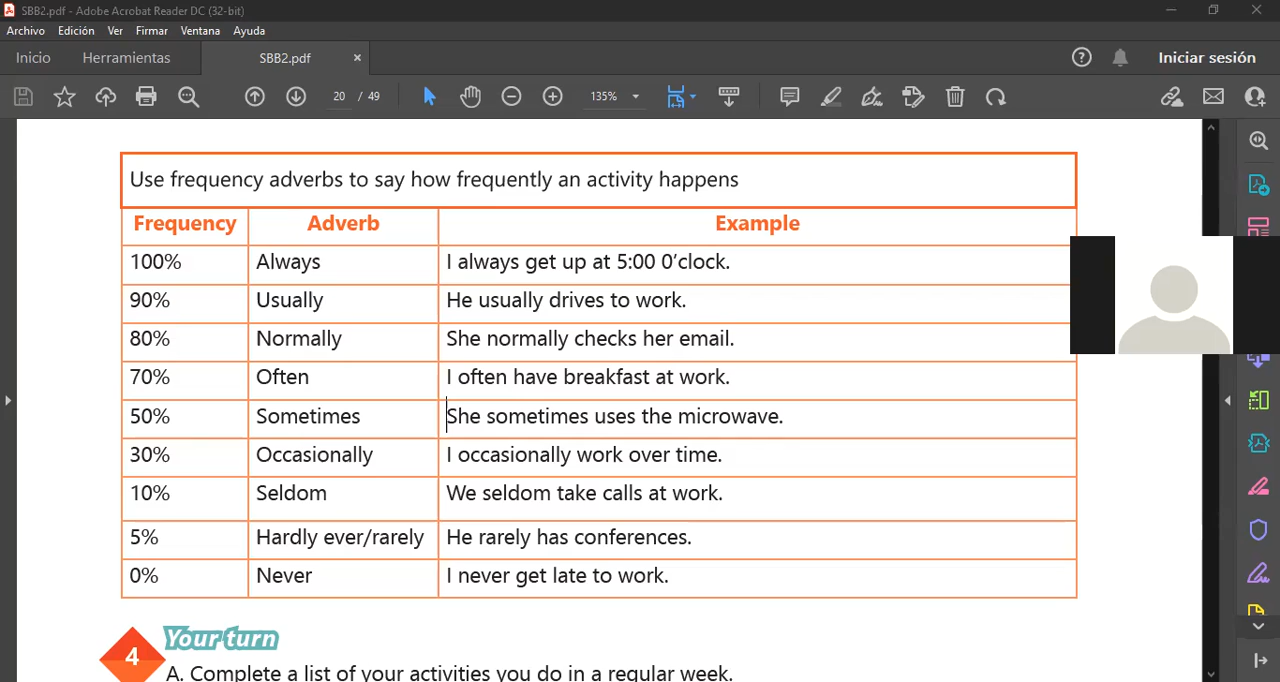 SBB2.pdf - Adobe Acrobat Reader DC (32-bit)
Archivo Edición Ver Firmar Ventana Ayuda
Inicio Herramientas SBB2.pdf × Iniciar sesión
20 / 49 135%
Use frequency adverbs to say how frequently an activity happens
Frequency Adverb Example
100% Always I always get up at 5:00 0’clock.
90% Usually He usually drives to work.
80% Normally She normally checks her email.
70% Often I often have breakfast at work.
50% Sometimes She sometimes uses the microwave.
30% Occasionally I occasionally work over time.
10% Seldom We seldom take calls at work.
5% Hardly ever/rarely He rarely has conferences.
0% Never I never get late to work.
Your turn
4
A. Complete a list of your activities you do in a regular week.